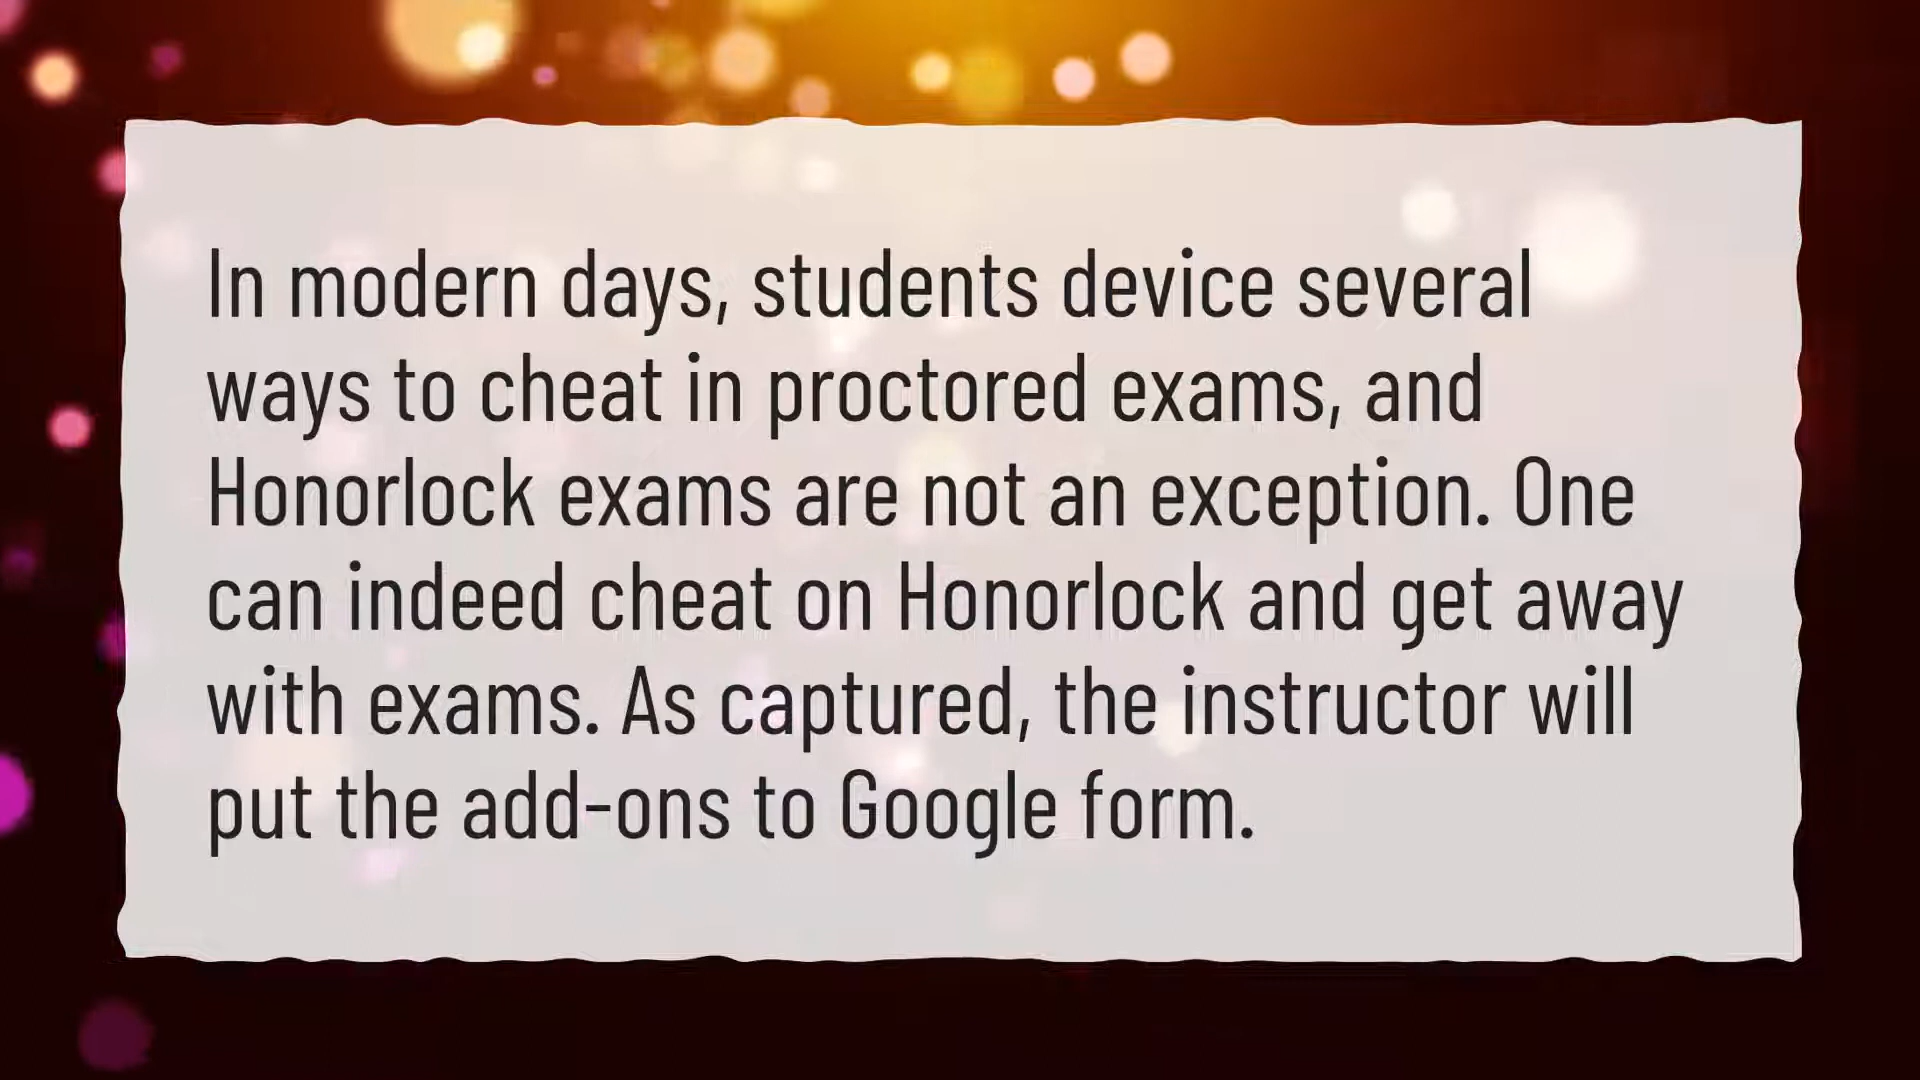 In modern days, students device several
ways to cheat in proctored exams, and
Honorlock exams are not an exception. One
can indeed cheat on Honorlock and get away
with exams. As captured, the instructor will
put the add-ons to Google form.